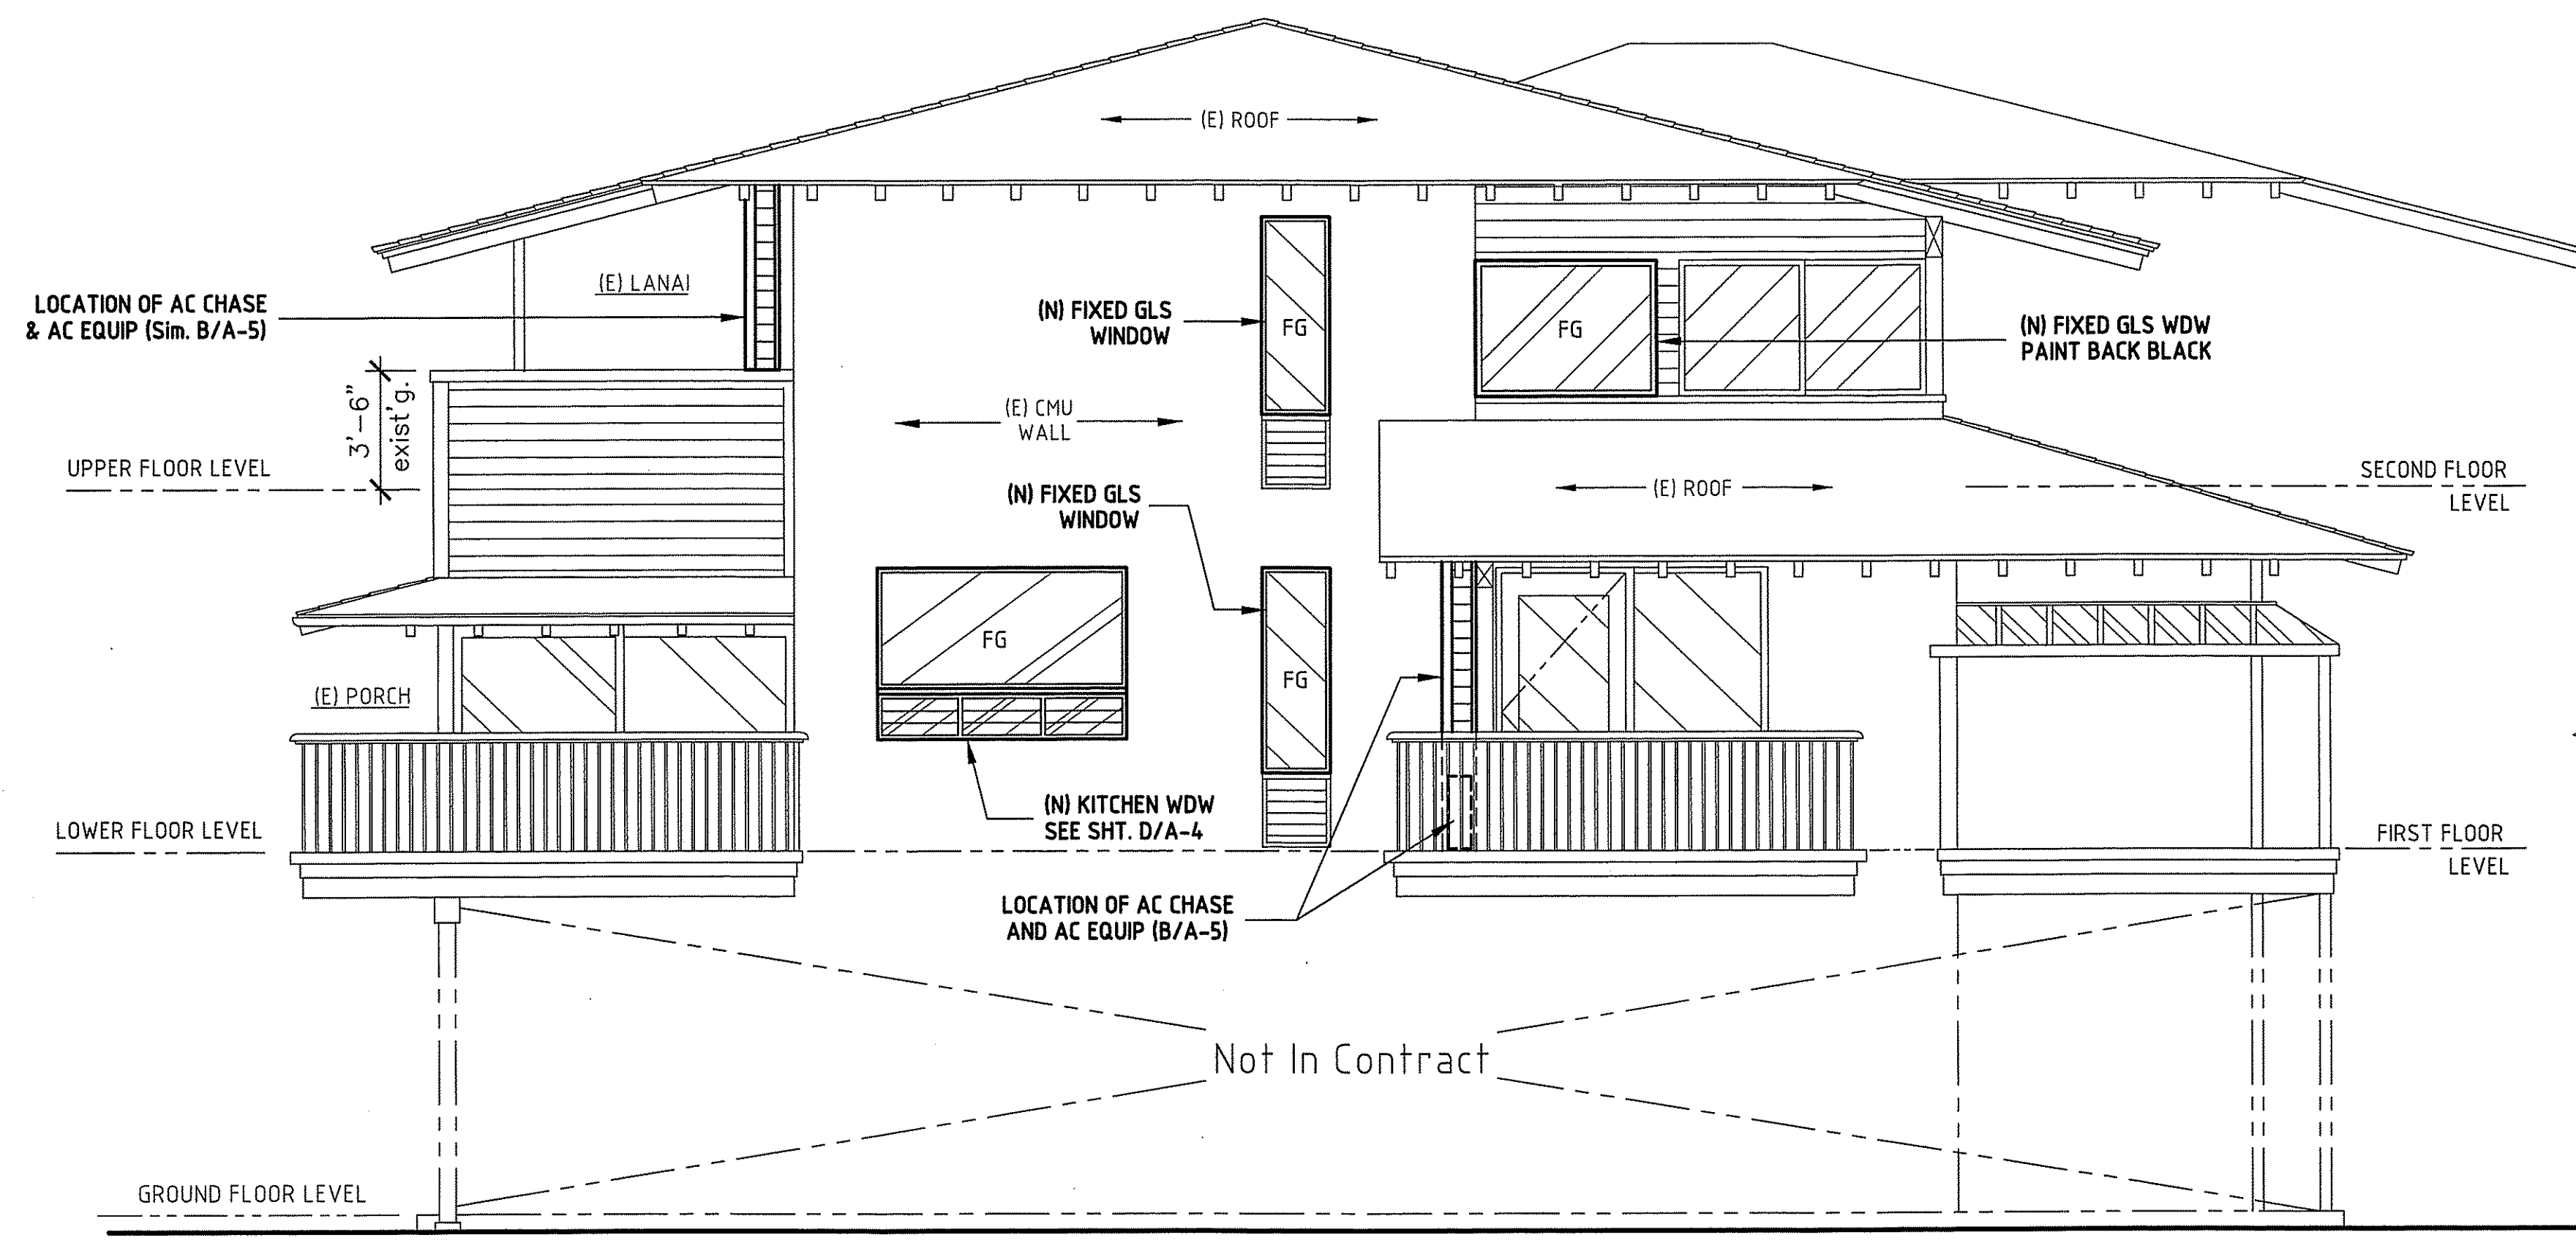 (E) ROOF
(E) LANAI
LOCATION OF AC CHASE
& AC EQUIP (Sim. B/A-5)
(N) FIXED GLS
WINDOW
FG
FG
(N) FIXED GLS WDW
PAINT BACK BLACK
3'-6"
exist'g.
(E) CMU
WALL
UPPER FLOOR LEVEL
(N) FIXED GLS
WINDOW
(E) ROOF
SECOND FLOOR
LEVEL
FG
FG
(E) PORCH
(N) KITCHEN WDW
SEE SHT. D/A-4
LOWER FLOOR LEVEL
FIRST FLOOR
LEVEL
LOCATION OF AC CHASE
AND AC EQUIP (B/A-5)
Not In Contract
GROUND FLOOR LEVEL